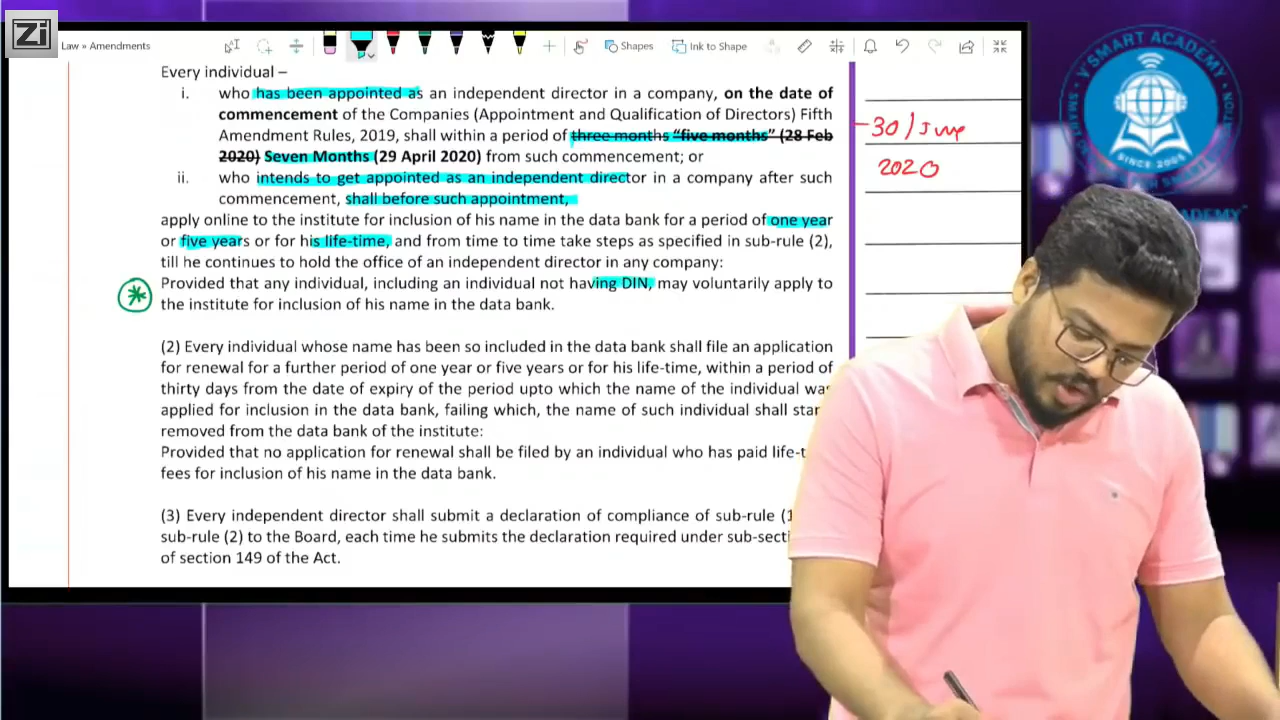 Zi
Law » Amendments
Shapes
Ink to Shape
Every individual –
i. who has been appointed as an independent director in a company, on the date of
commencement of the Companies (Appointment and Qualification of Directors) Fifth
Amendment Rules, 2019, shall within a period of three months “five months” (28 Feb
2020) Seven Months (29 April 2020) from such commencement; or
ii. who intends to get appointed as an independent director in a company after such
commencement, shall before such appointment,
apply online to the institute for inclusion of his name in the data bank for a period of one year
or five years or for his life-time, and from time to time take steps as specified in sub-rule (2),
till he continues to hold the office of an independent director in any company:
Provided that any individual, including an individual not having DIN, may voluntarily apply to
the institute for inclusion of his name in the data bank.
(2) Every individual whose name has been so included in the data bank shall file an application
for renewal for a further period of one year or five years or for his life-time, within a period of
thirty days from the date of expiry of the period upto which the name of the individual was
applied for inclusion in the data bank, failing which, the name of such individual shall
removed from the data bank of the institute:
Provided that no application for renewal shall be filed by an individual who has paid
fees for inclusion of his name in the data bank.
(3) Every independent director shall submit a declaration of compliance of sub-rule
sub-rule (2) to the Board, each time he submits the declaration required under
of section 149 of the Act.
30/June
2020
V'SMART ACADEMY
SINCE 2004